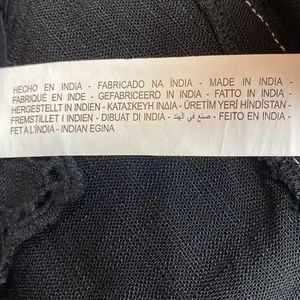 HECHO EN INDIA - FABRICADO NA ÍNDIA - MADE IN INDIA -
FABRIQUÉ EN INDE - GEFABRICEERD IN INDIA - FATTO IN INDIA -
HERGESTELLT IN INDIEN - ΚΑΤΑΣΚΕΥΗ ΙΝΔΙΑ - ÜRETİM YERİ HİNDİSTAN -
FREMSTILLET I INDIEN - DIBUAT DI INDIA - صنع في الهند - FEITO EN INDIA -
FET A L'ÍNDIA - INDIAN EGINA